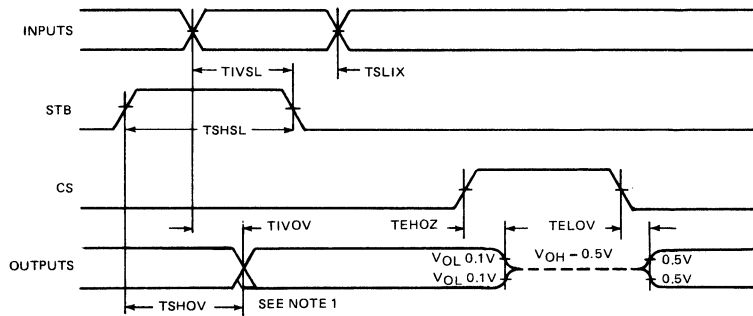 INPUTS
TIVSL
TSLIX
STB
TSHSL
CS
TIVOV
TEHOZ
TELOV
OUTPUTS
VOL 0.1V
VOH – 0.5V
0.5V
VOL 0.1V
0.5V
TSHOV
SEE NOTE 1